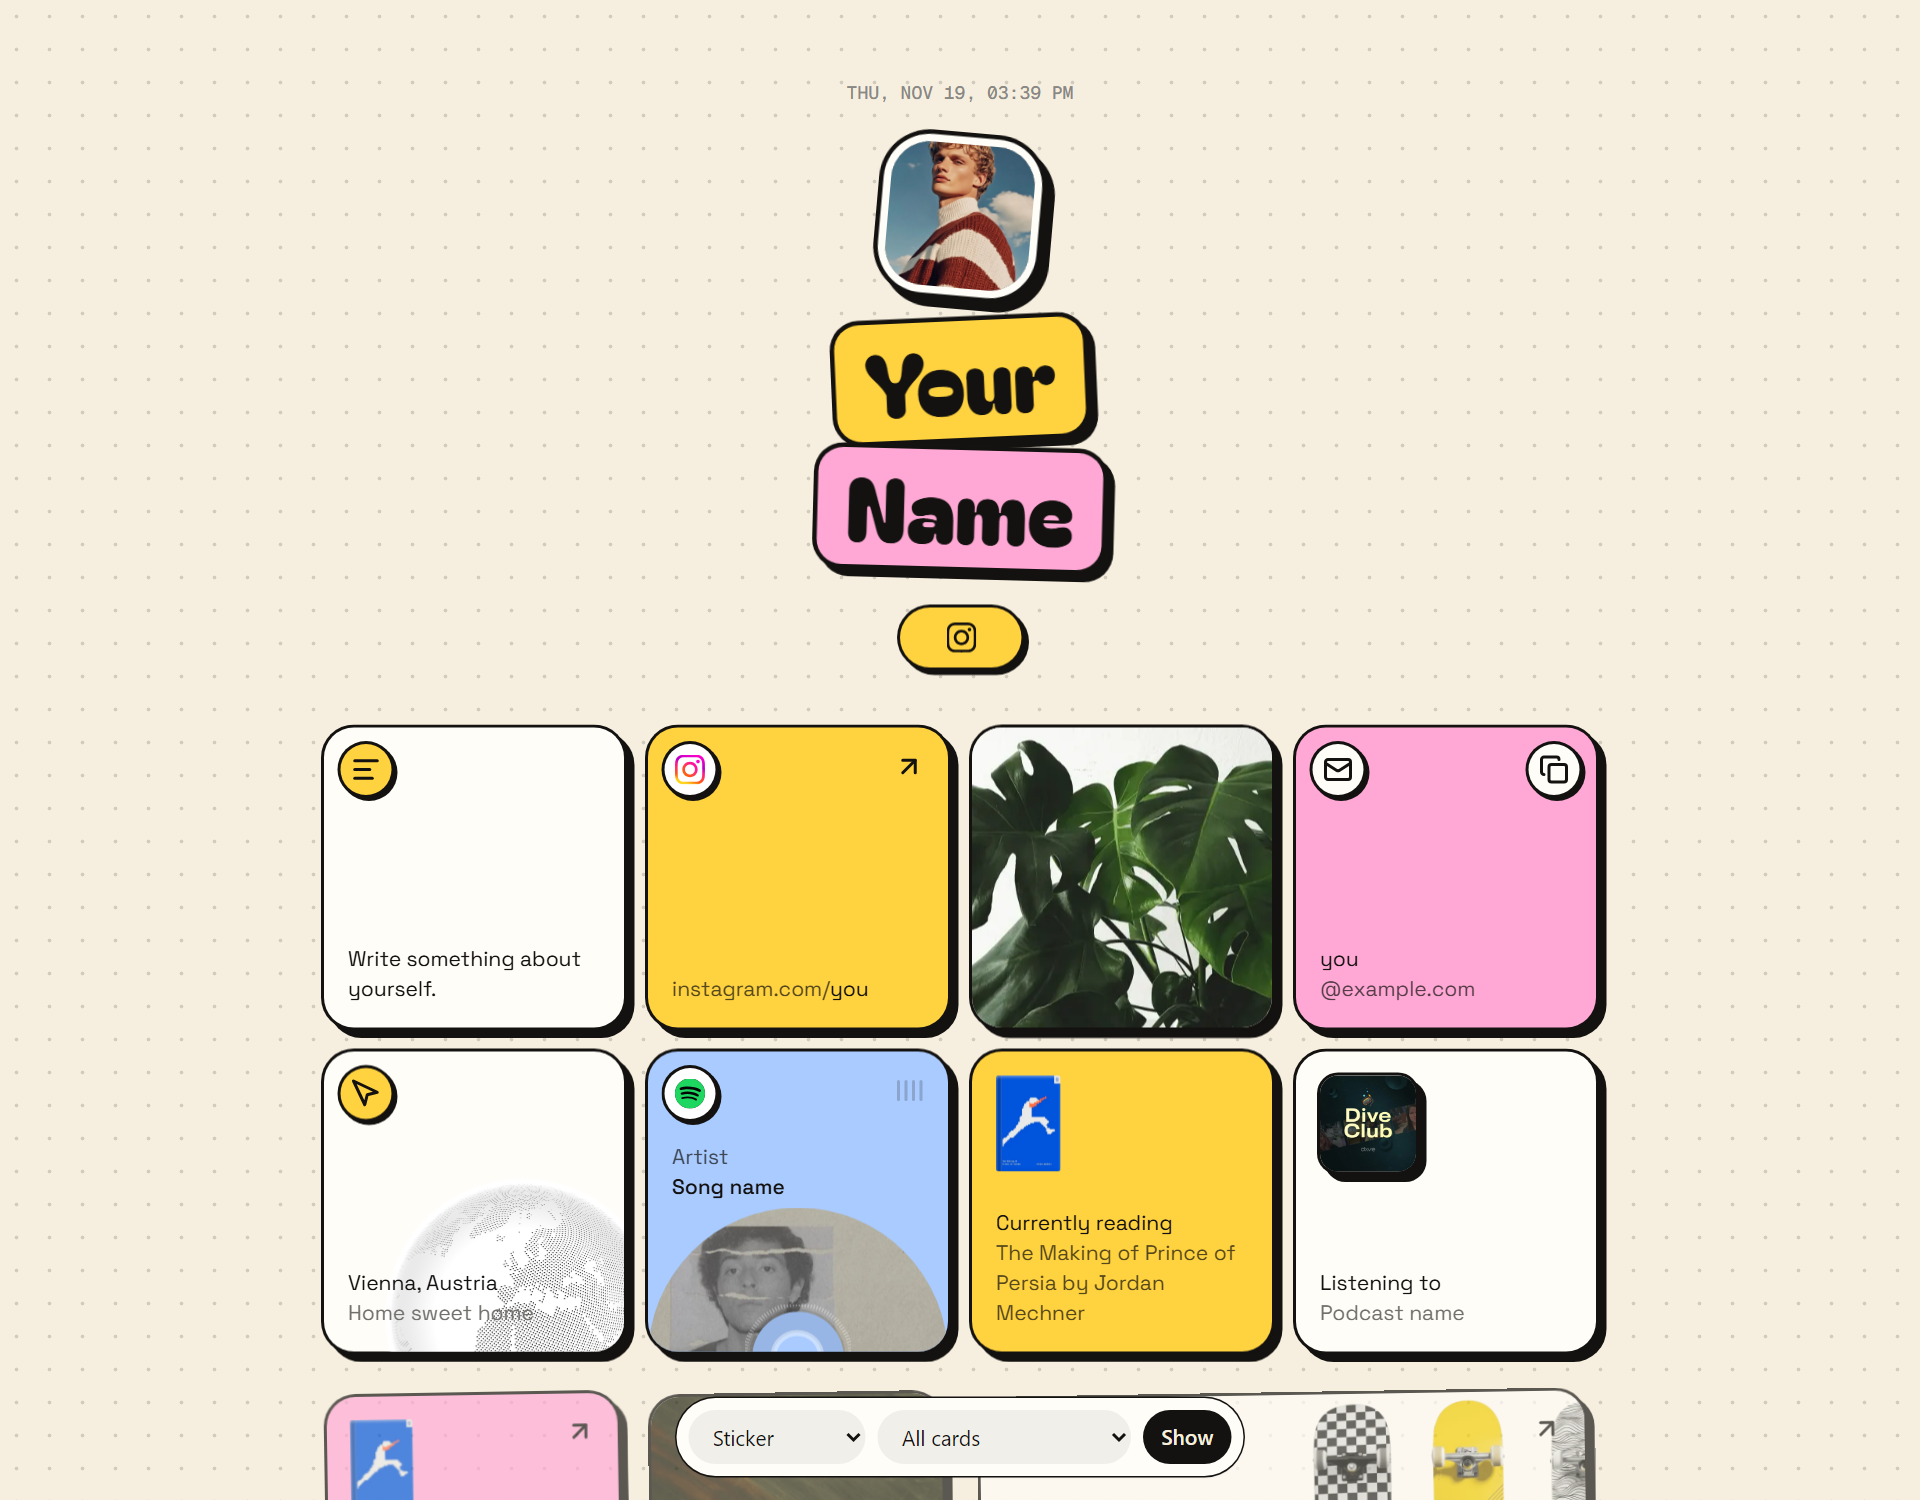 THU, NOV 19, 03:39 PM
Your
Name
Write something about
yourself.
instagram.com/you
you
@example.com
Vienna, Austria
Home sweet home
Artist
Song name
Currently reading
The Making of Prince of
Persia by Jordan
Mechner
Dive
Club
Listening to
Podcast name
Sticker
All cards
Show